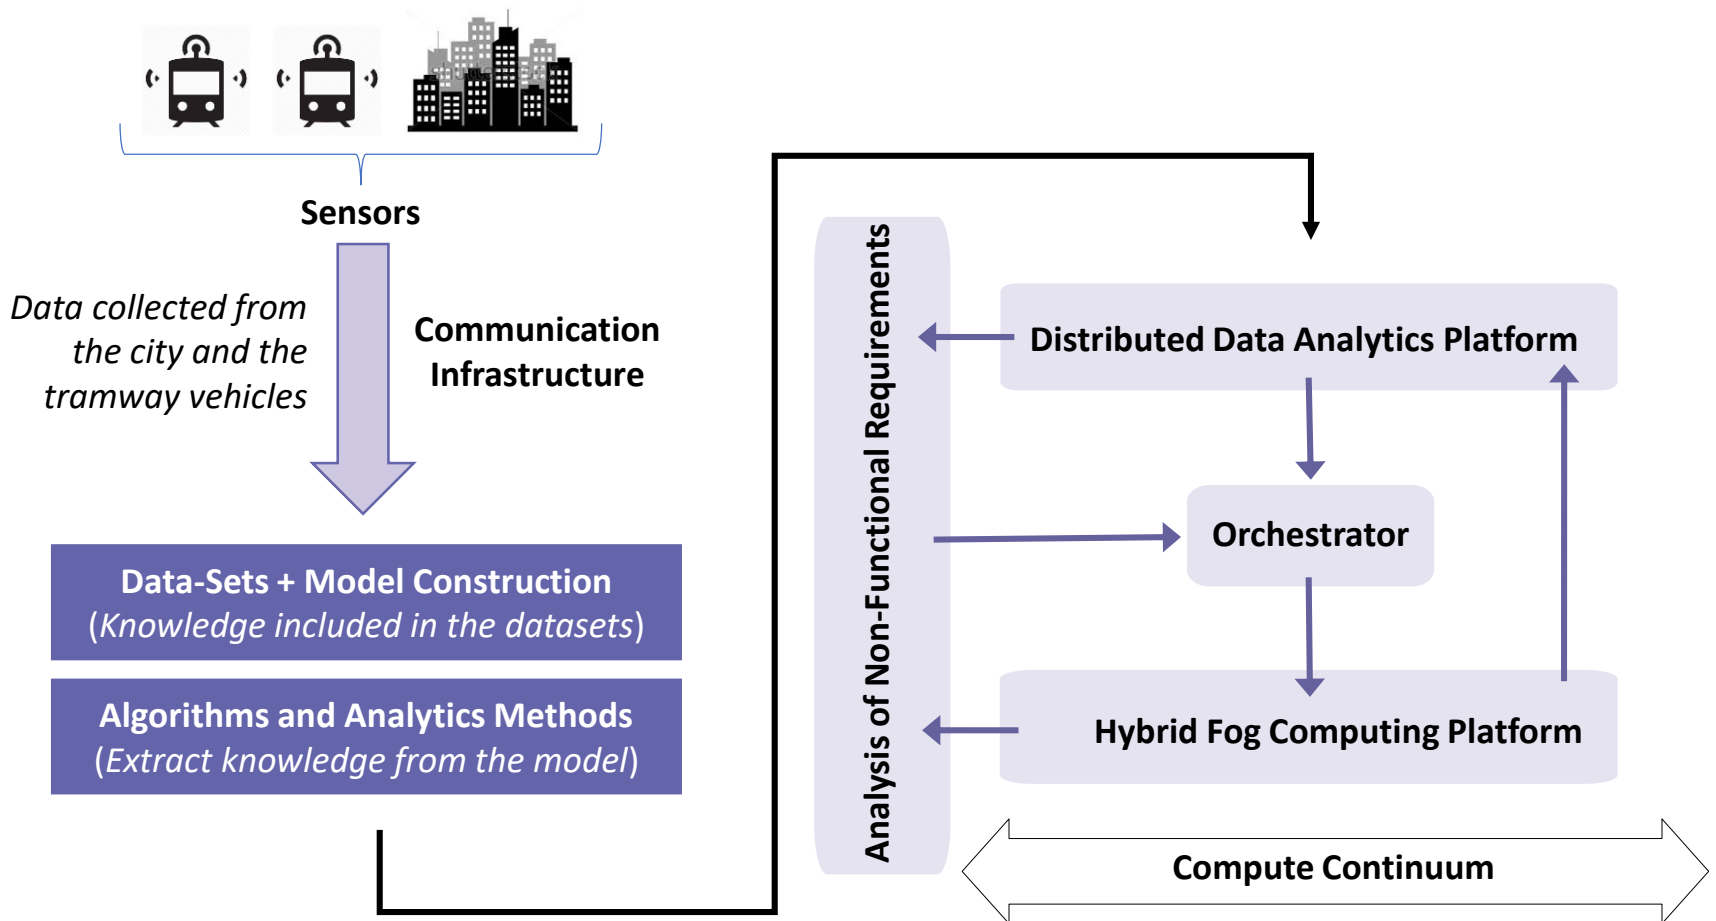 Sensors
Data collected from
the city and the
tramway vehicles
Communication
Infrastructure
Data-Sets + Model Construction
(Knowledge included in the datasets)
Algorithms and Analytics Methods
(Extract knowledge from the model)
Analysis of Non-Functional Requirements
Distributed Data Analytics Platform
Orchestrator
Hybrid Fog Computing Platform
Compute Continuum